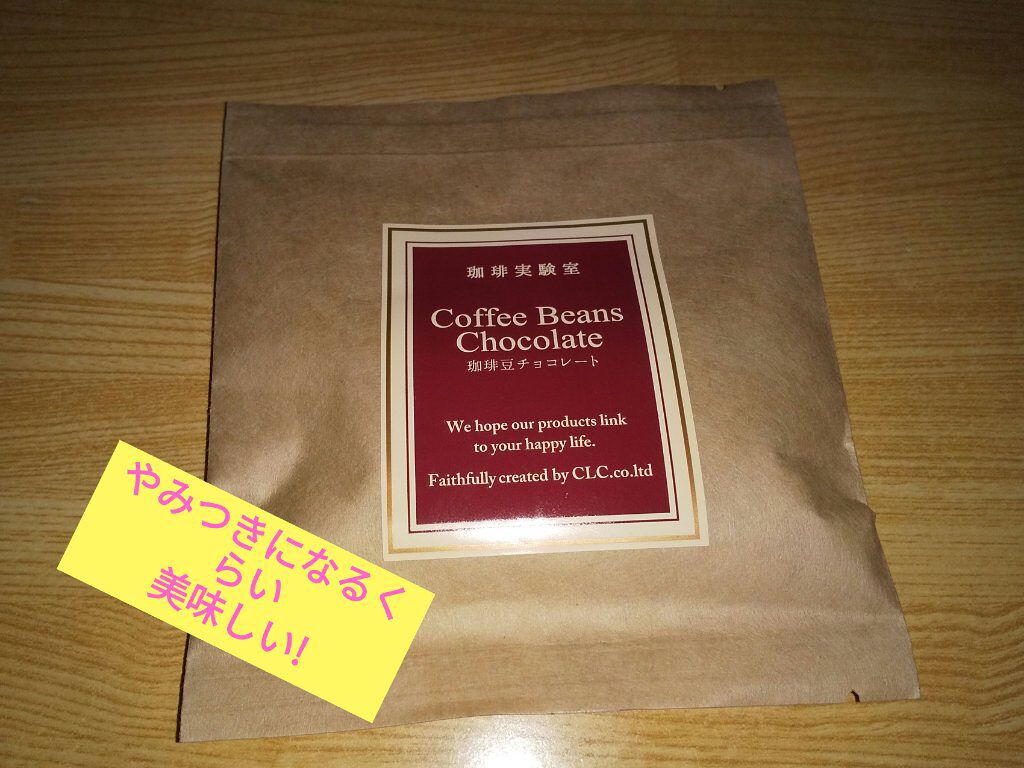 珈琲実験室
Coffee Beans
Chocolate
珈琲豆チョコレート
We hope our products link
to your happy life.
Faithfully created by CLC.co.ltd
やみつきになるく
らい
美味しい!